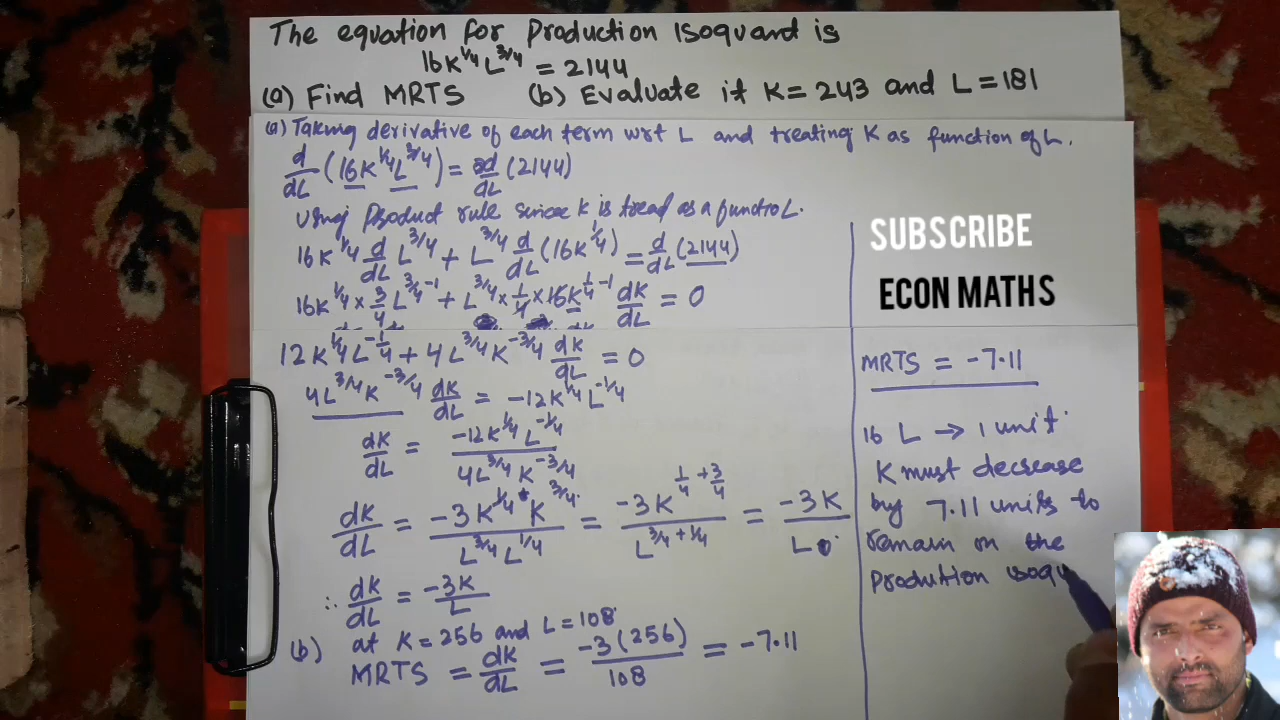 The equation for Production Isoquand is
16K^1/4 L^3/4 = 2144
(a) Find MRTS (b) Evaluate if K = 243 and L = 181
(a) Taking derivative of each term wrt L and treating K as function of L.
d/dL (16K^1/4 L^3/4) = d/dL (2144)
Using Product rule K is as a
16K^1/4 d/dL L^3/4 + L^3/4 d/dL (16K^1/4) = d/dL (2144)
16K^1/4 × 3/4 L^3/4-1 + L^3/4 × 1/4 × 16K^1/4-1 dK/dL = 0
12K^1/4 L^-1/4 + 4L^3/4 K^-3/4 dK/dL = 0
4L^3/4 K^-3/4 dK/dL = -12K^1/4 L^-1/4
dK/dL = -12K^1/4 L^-1/4 / 4L^3/4 K^-3/4
dK/dL = -3K^1/4 K^3/4 / L^3/4 L^1/4 = -3K^1/4+3/4 / L^3/4+1/4 = -3K / L
∴ dK/dL = -3K / L
(b) at K = 256 and L = 108
MRTS = dK/dL = -3(256) / 108 = -7.11
SUBSCRIBE
ECON MATHS
MRTS = -7.11
L → 1 unit
K must decrease
by 7.11 units to
remain on the